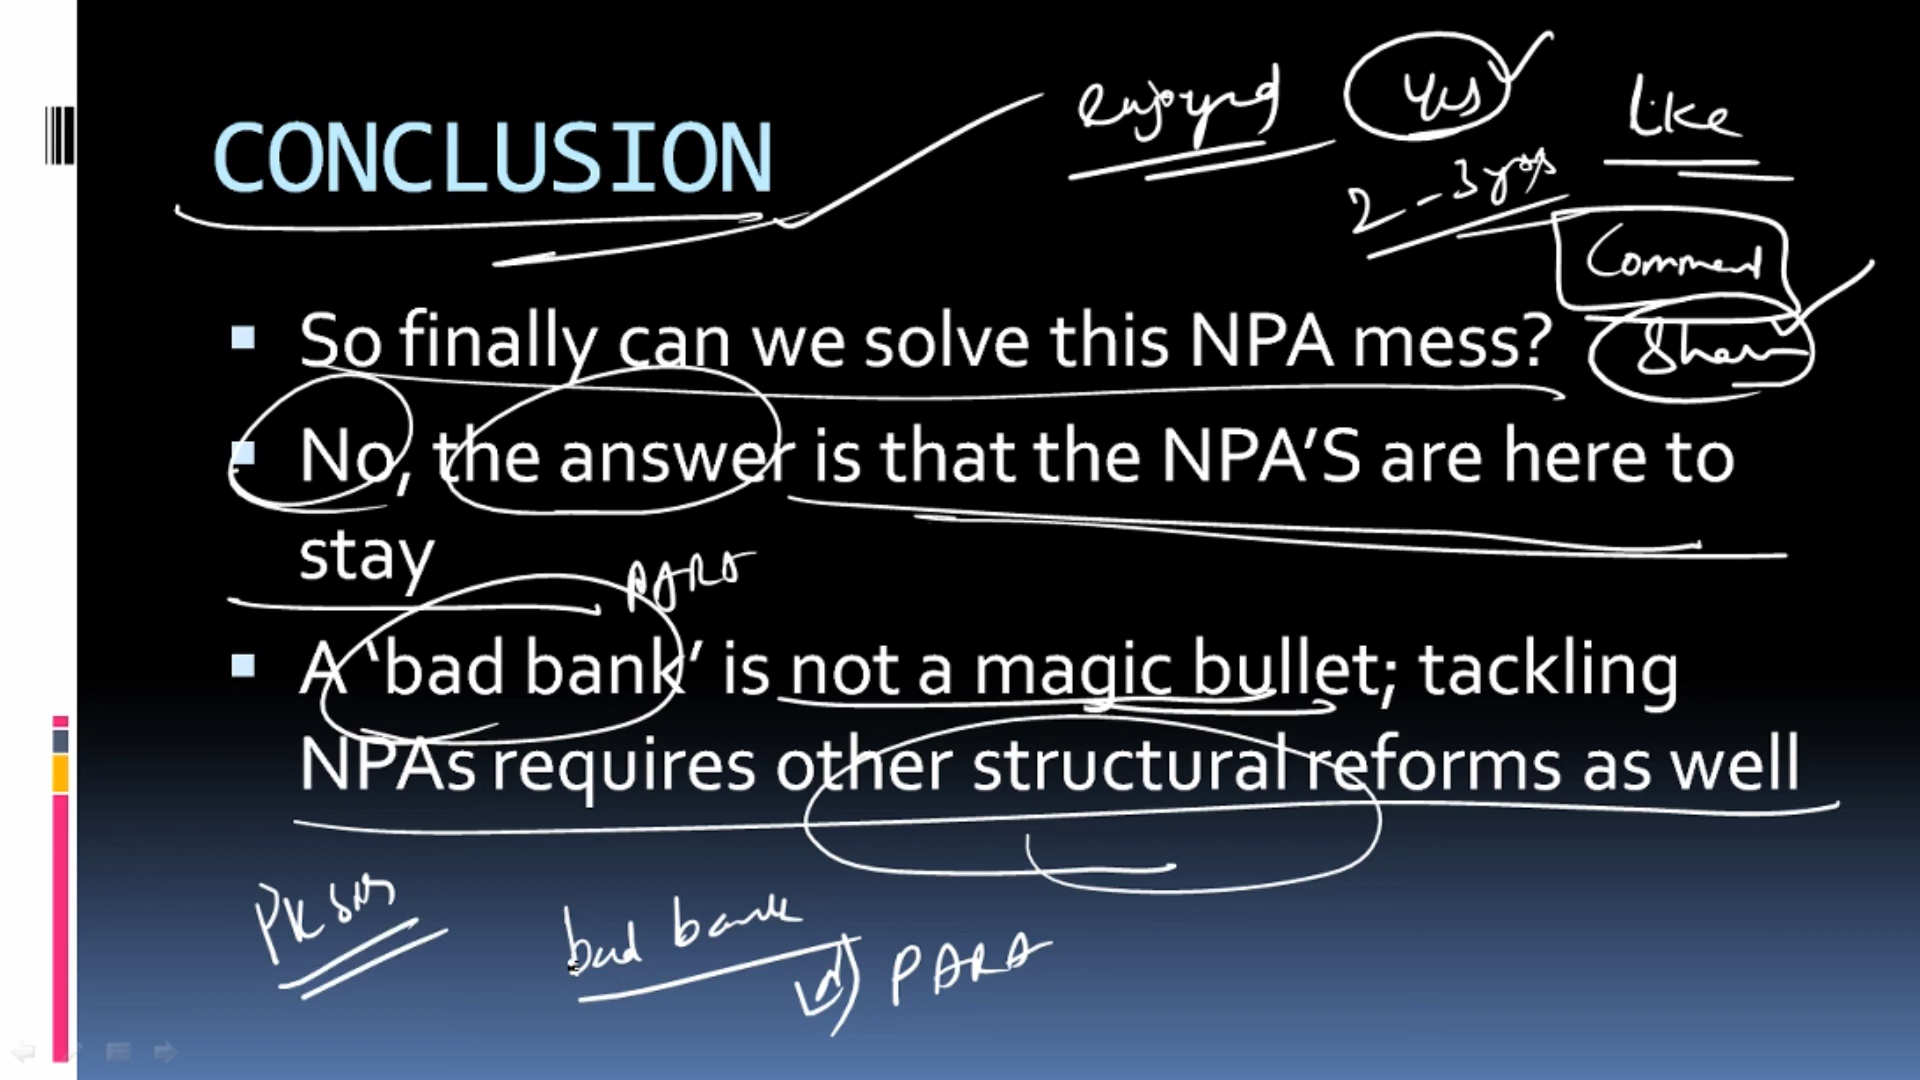 enjoyed Yes Like
CONCLUSION
2-3 yrs
Comment
So finally can we solve this NPA mess?
Share
No, the answer is that the NPA’S are here to
stay
PARA
A ‘bad bank’ is not a magic bullet; tackling
NPAs requires other structural reforms as well
bad bank
PARA